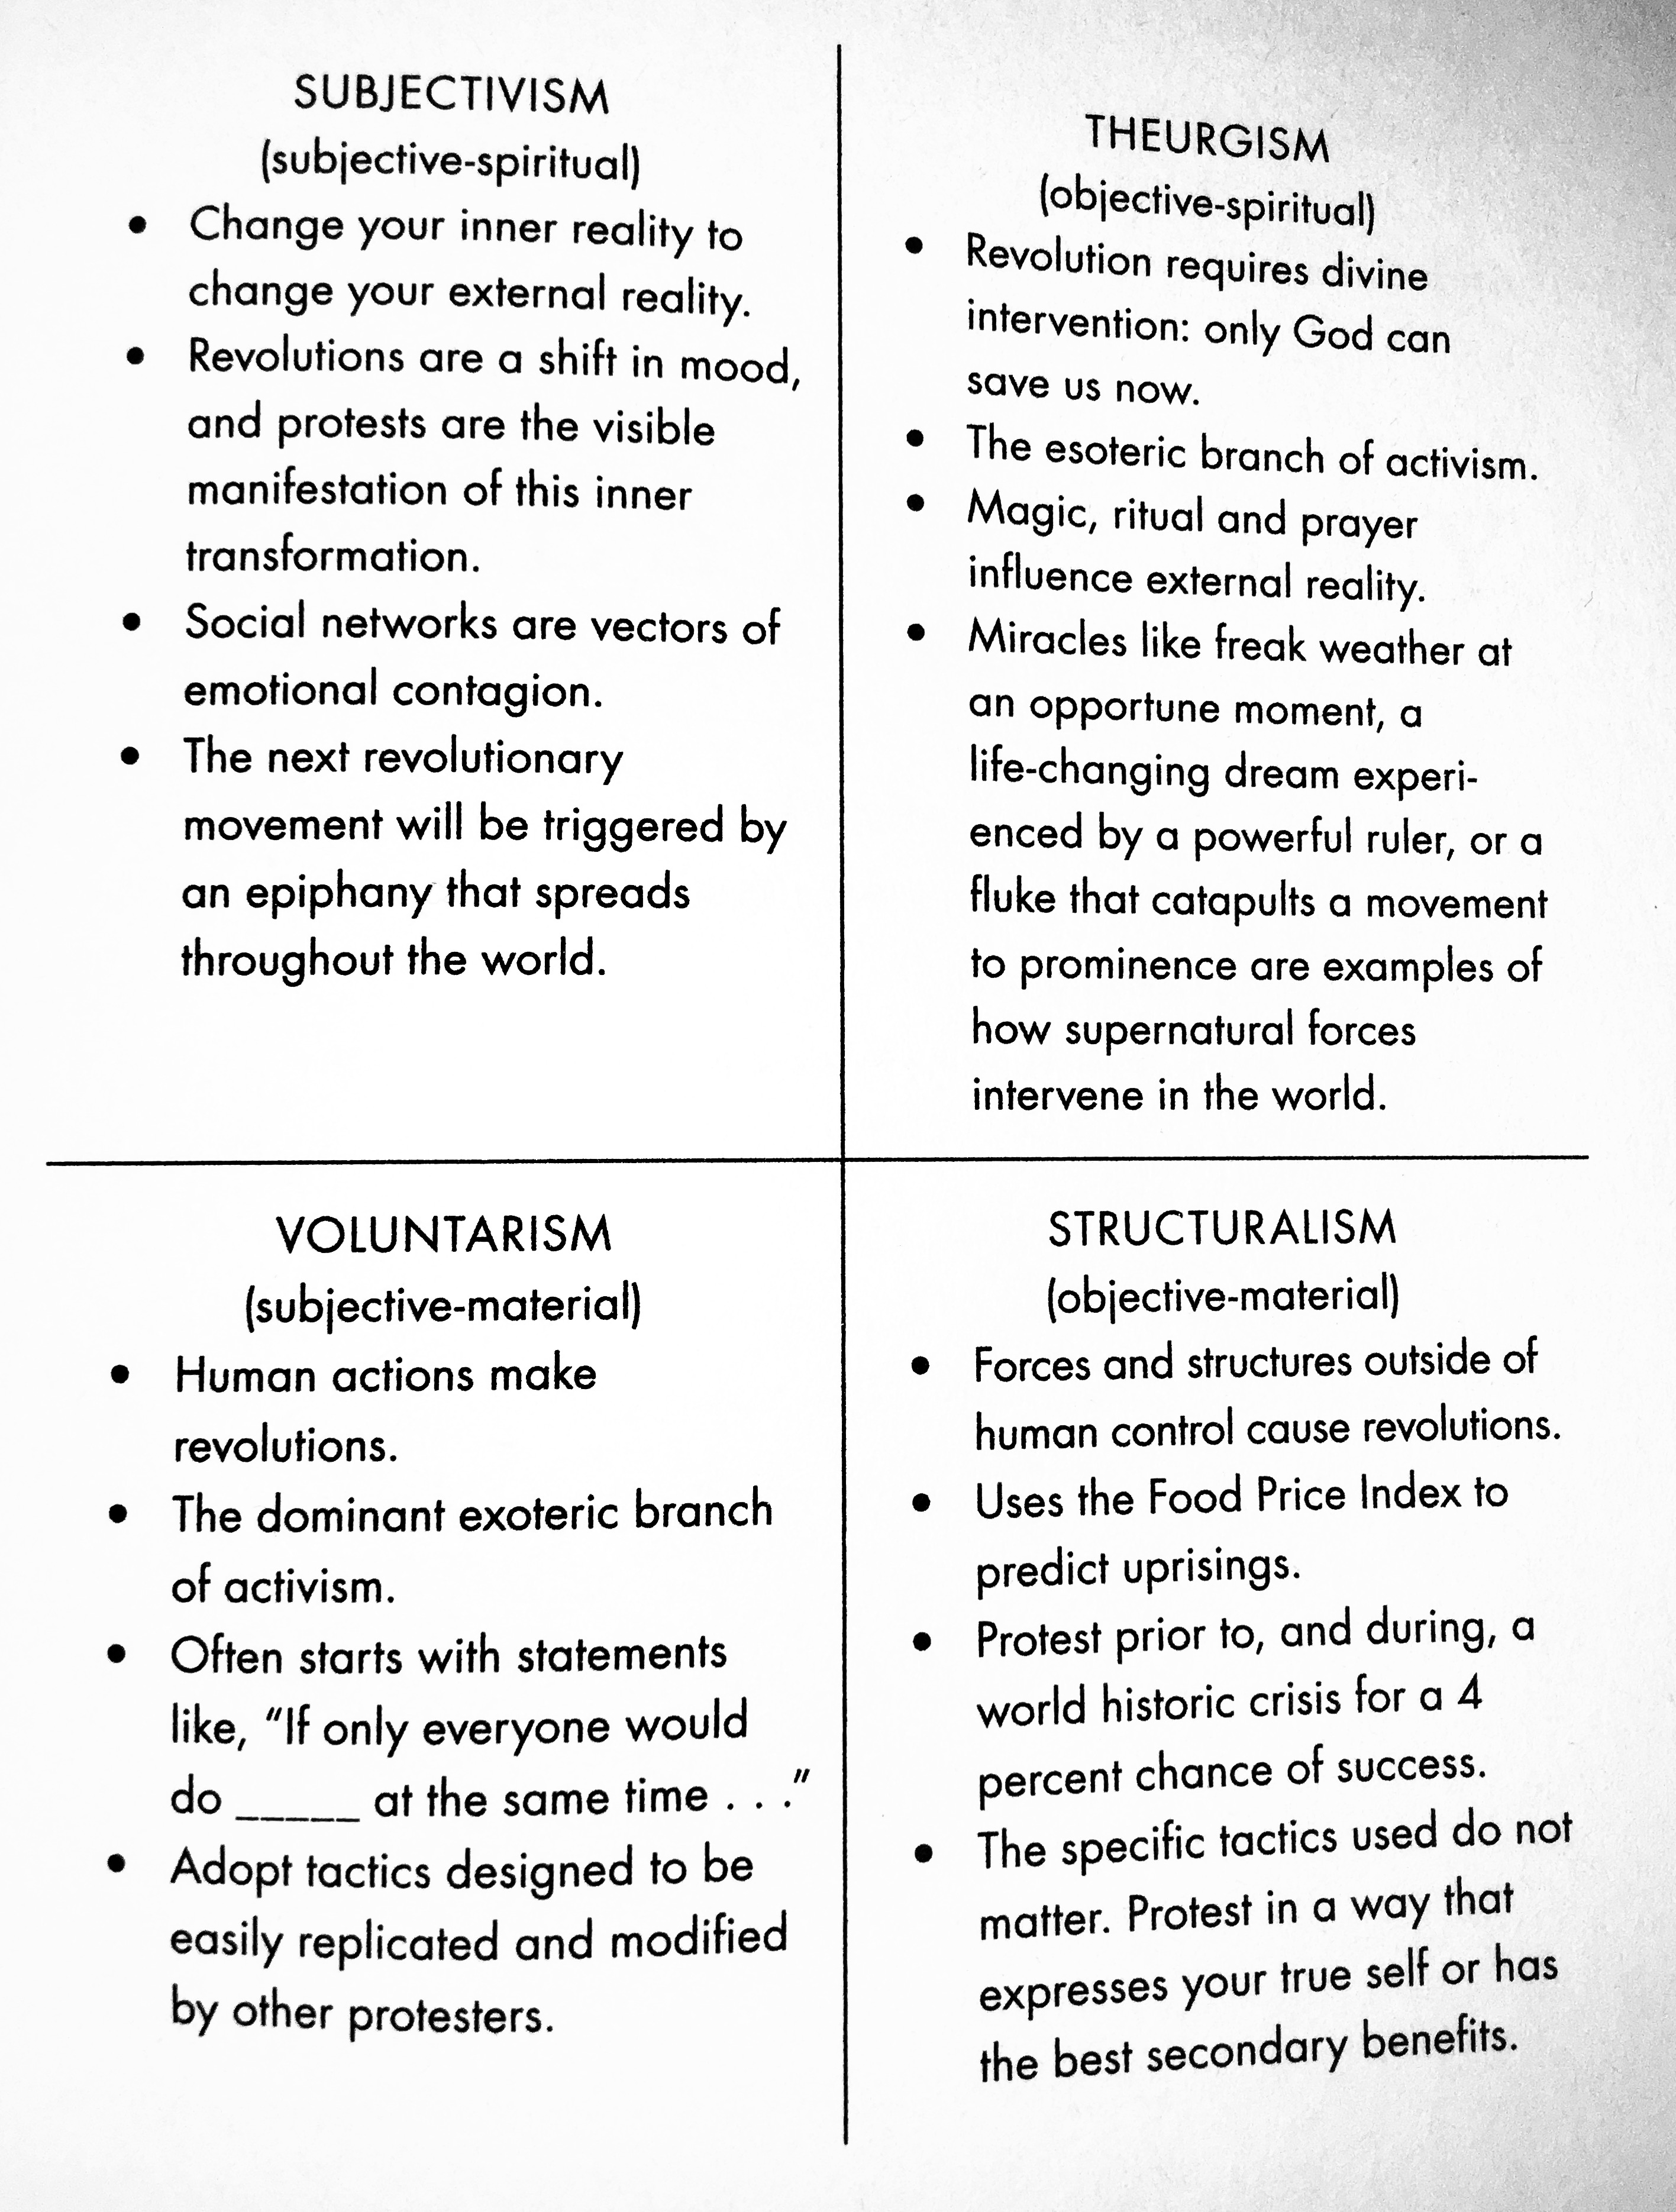 SUBJECTIVISM
(subjective-spiritual)
• Change your inner reality to
change your external reality.
• Revolutions are a shift in mood,
and protests are the visible
manifestation of this inner
transformation.
• Social networks are vectors of
emotional contagion.
• The next revolutionary
movement will be triggered by
an epiphany that spreads
throughout the world.
THEURGISM
(objective-spiritual)
• Revolution requires divine
intervention: only God can
save us now.
• The esoteric branch of activism.
• Magic, ritual and prayer
influence external reality.
• Miracles like freak weather at
an opportune moment, a
life-changing dream experi-
enced by a powerful ruler, or a
fluke that catapults a movement
to prominence are examples of
how supernatural forces
intervene in the world.
VOLUNTARISM
(subjective-material)
• Human actions make
revolutions.
• The dominant exoteric branch
of activism.
• Often starts with statements
like, “If only everyone would
do _____ at the same time . . .”
• Adopt tactics designed to be
easily replicated and modified
by other protesters.
STRUCTURALISM
(objective-material)
• Forces and structures outside of
human control cause revolutions.
• Uses the Food Price Index to
predict uprisings.
• Protest prior to, and during, a
world historic crisis for a 4
percent chance of success.
• The specific tactics used do not
matter. Protest in a way that
expresses your true self or has
the best secondary benefits.